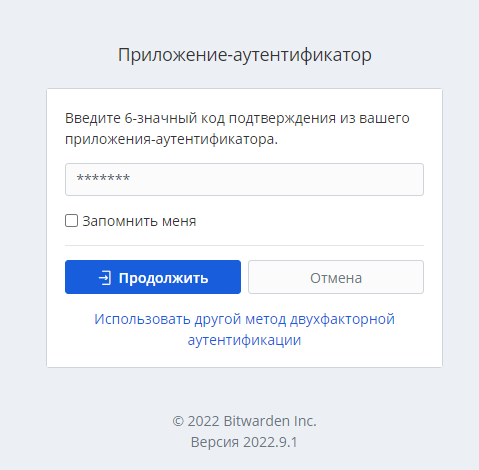 Приложение-аутентификатор
Введите 6-значный код подтверждения из вашего
приложения-аутентификатора.
*******
Запомнить меня
Продолжить
Отмена
Использовать другой метод двухфакторной
аутентификации
© 2022 Bitwarden Inc.
Версия 2022.9.1